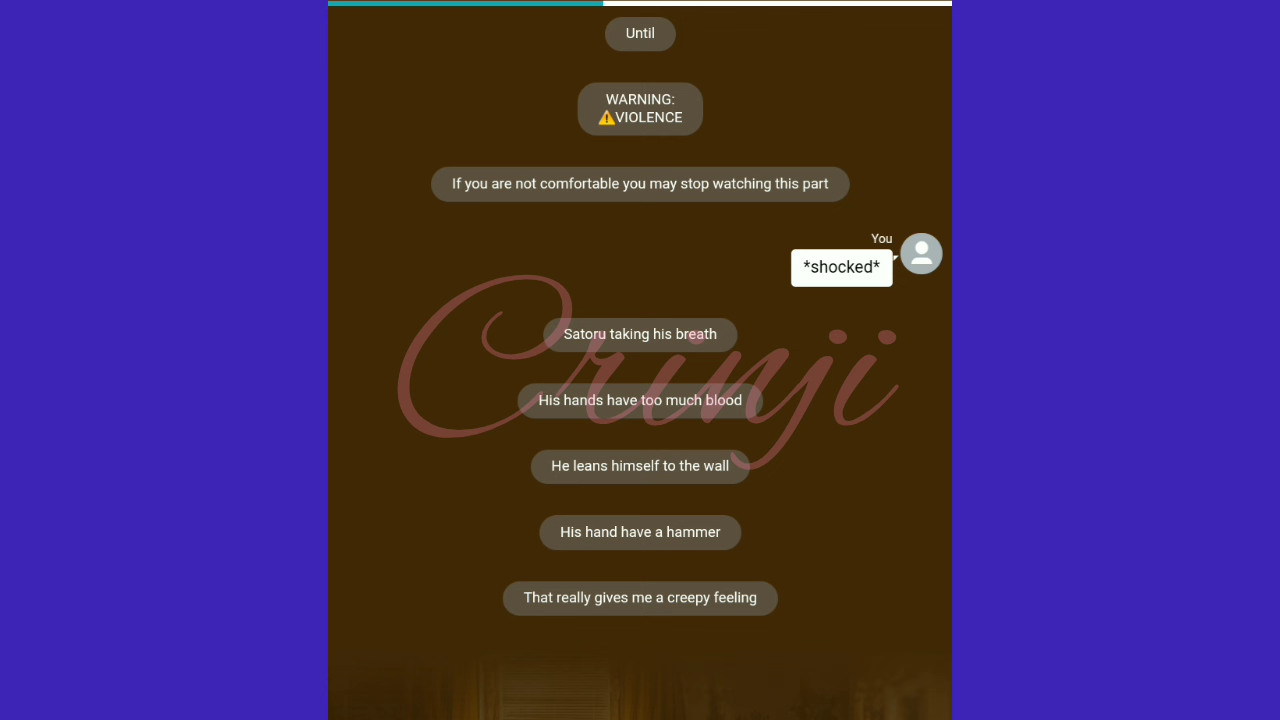 Until
WARNING:
⚠️VIOLENCE
If you are not comfortable you may stop watching this part
You
*shocked*
Satoru taking his breath
Crinji
His hands have too much blood
He leans himself to the wall
His hand have a hammer
That really gives me a creepy feeling